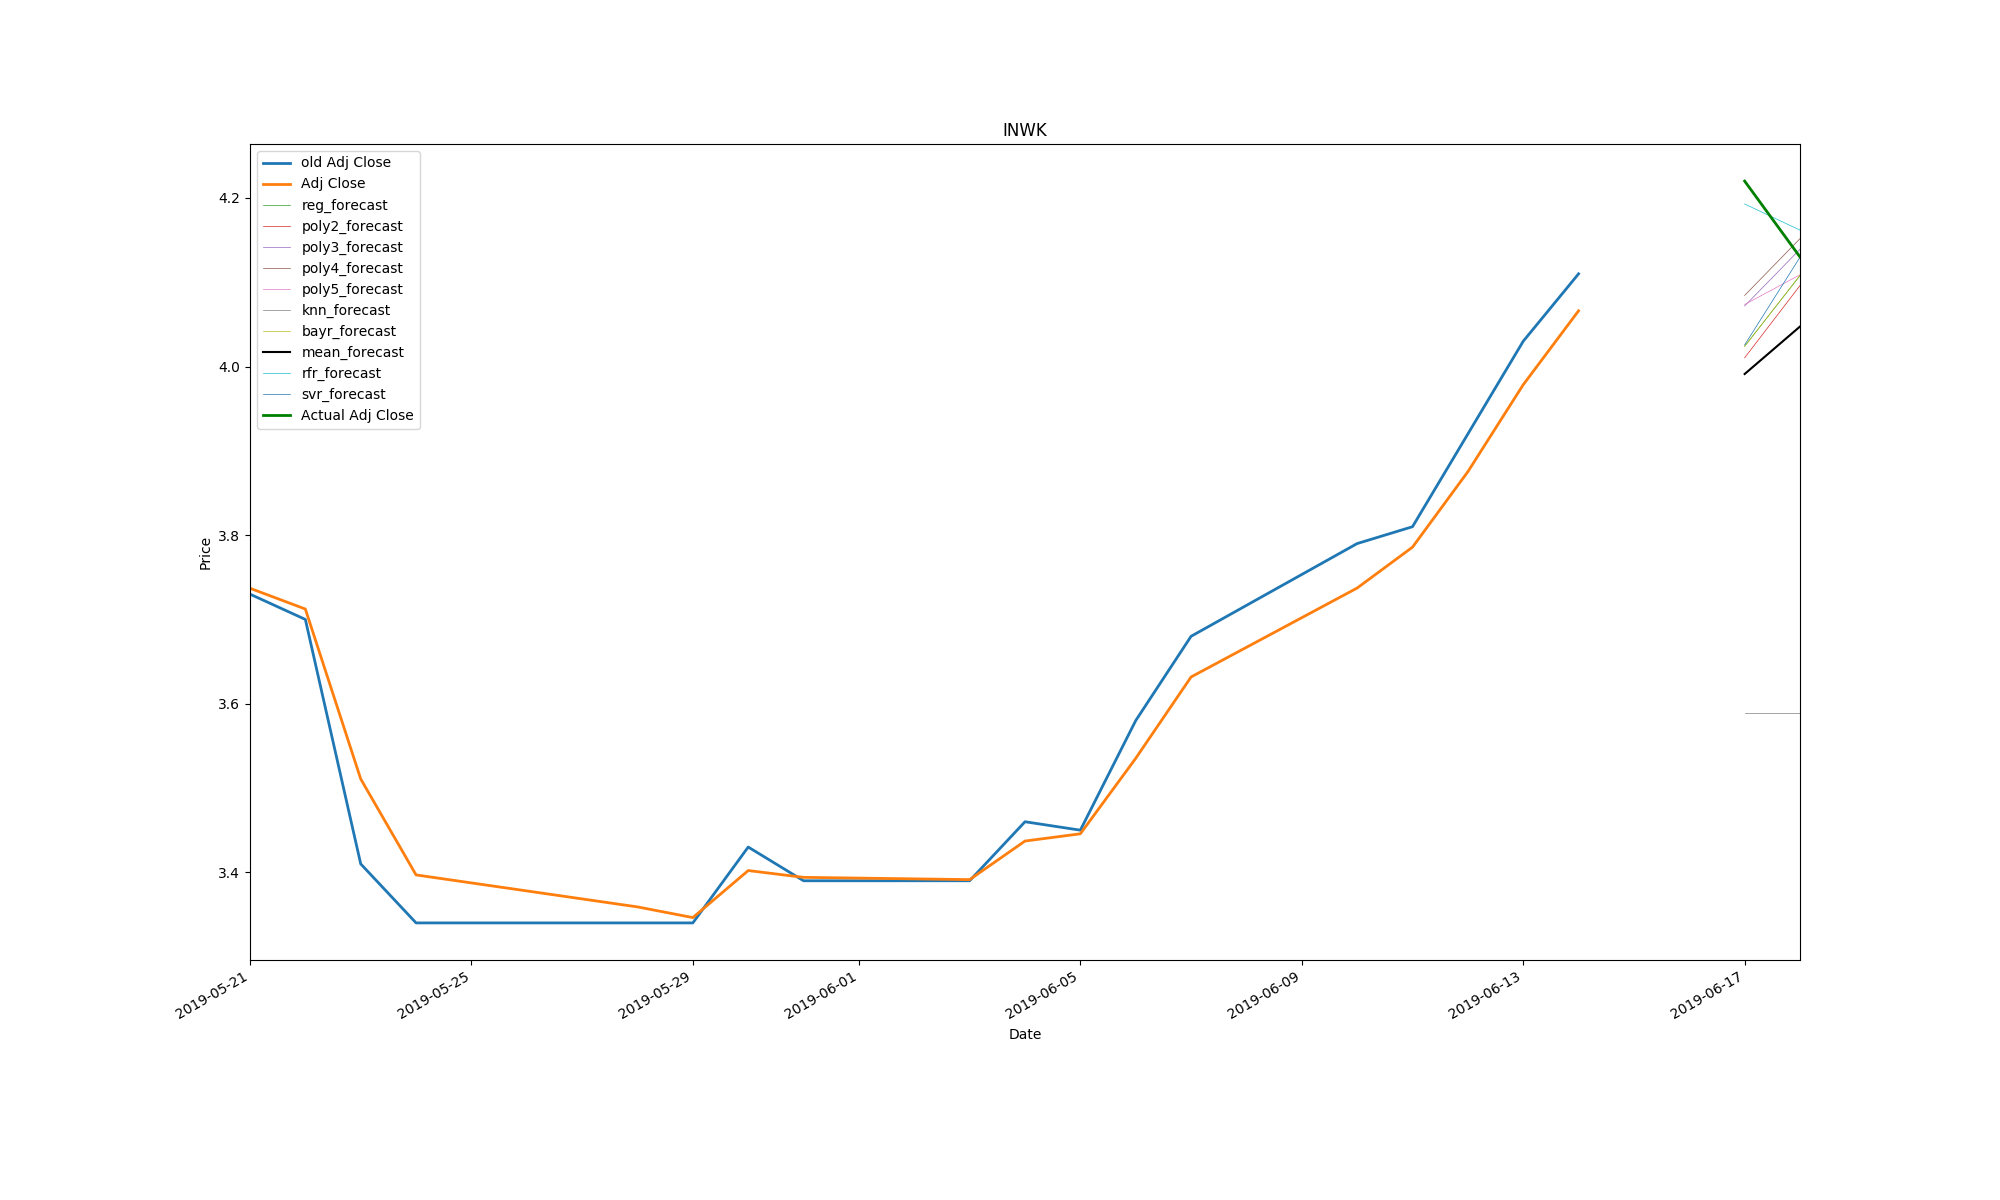 INWK
old Adj Close
Adj Close
reg_forecast
poly2_forecast
poly3_forecast
poly4_forecast
poly5_forecast
knn_forecast
bayr_forecast
mean_forecast
rfr_forecast
svr_forecast
Actual Adj Close
4.2
4.0
3.8
3.6
3.4
Price
2019-05-21
2019-05-25
2019-05-29
2019-06-01
2019-06-05
2019-06-09
2019-06-13
2019-06-17
Date